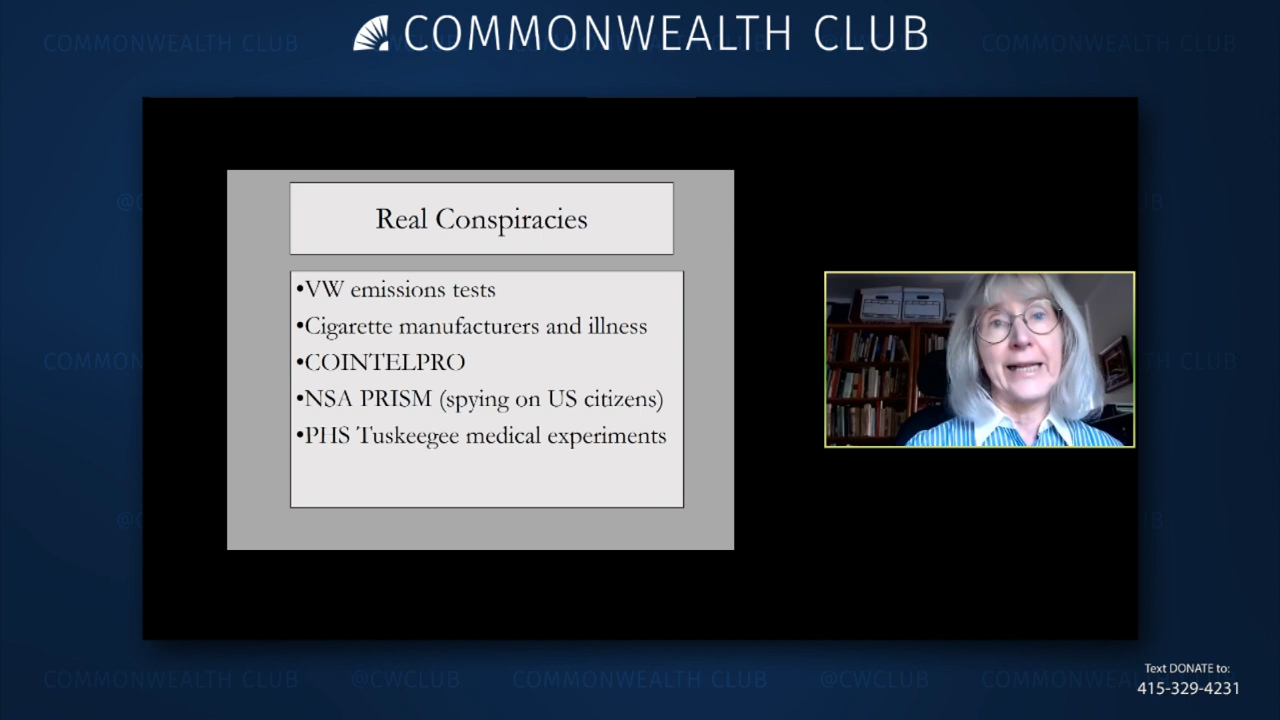 COMMONWEALTH CLUB
COMMONWEALTH CLUB
COMMONWEALTH CLUB
Real Conspiracies
•VW emissions tests
•Cigarette manufacturers and illness
•COINTELPRO
•NSA PRISM (spying on US citizens)
•PHS Tuskeegee medical experiments
Text DONATE to:
415-329-4231
COMMONWEALTH CLUB
@CWCLUB
COMMONWEALTH CLUB
@CWCLUB
COMMONWEALTH CLUB